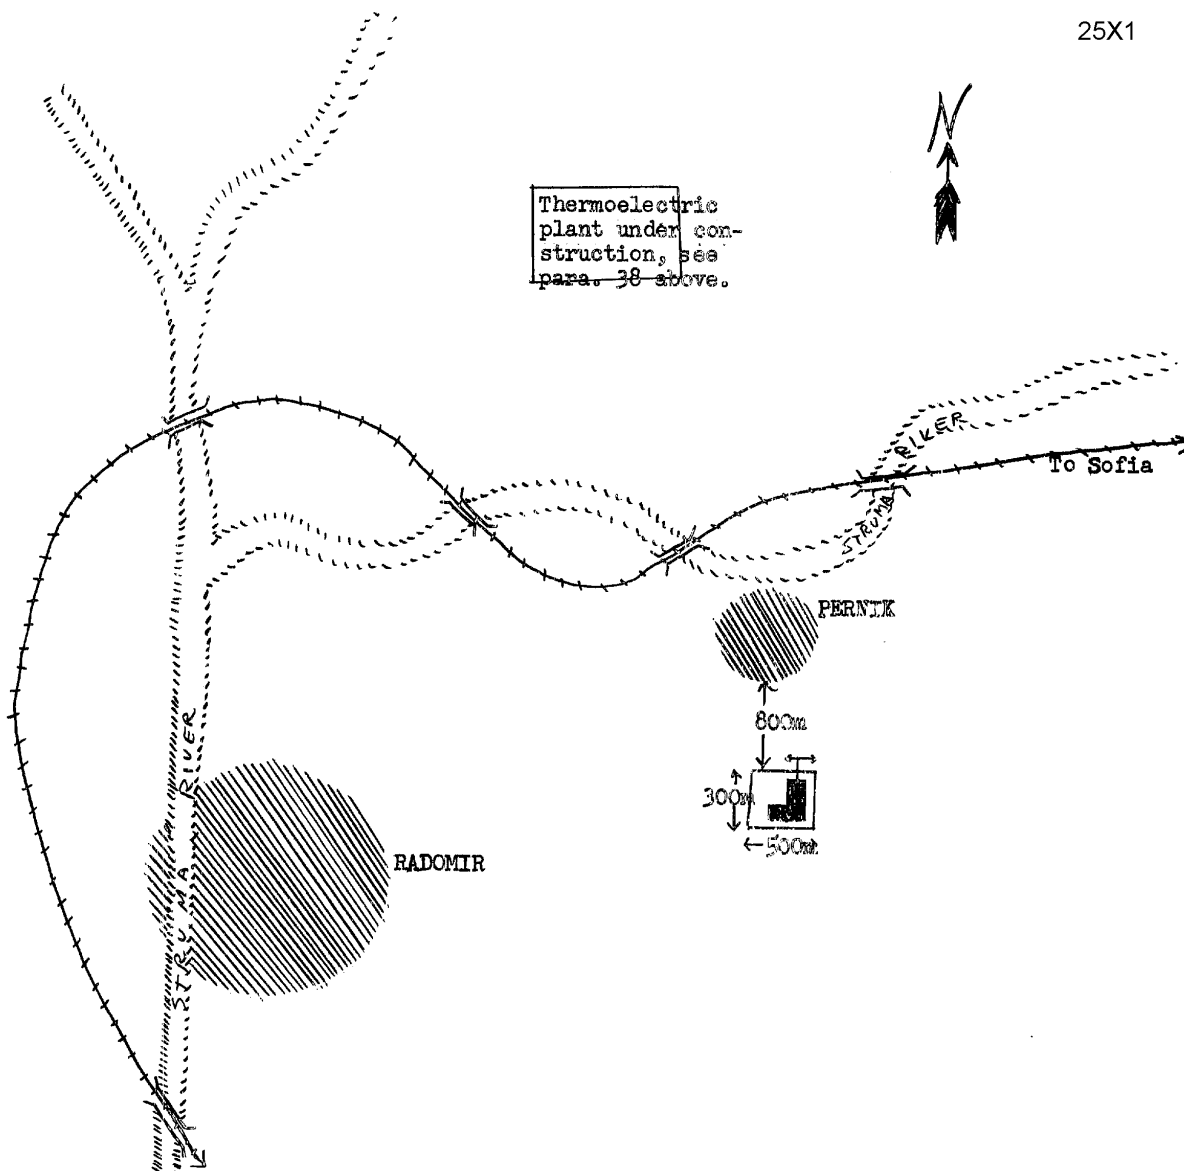 25X1
N
Thermoelectric
plant under con-
struction, see
para. 38 above.
RIKER
To Sofia
STRUMA
PERNIK
800m
300m
500m
RIVER
RADOMIR
STRUMA